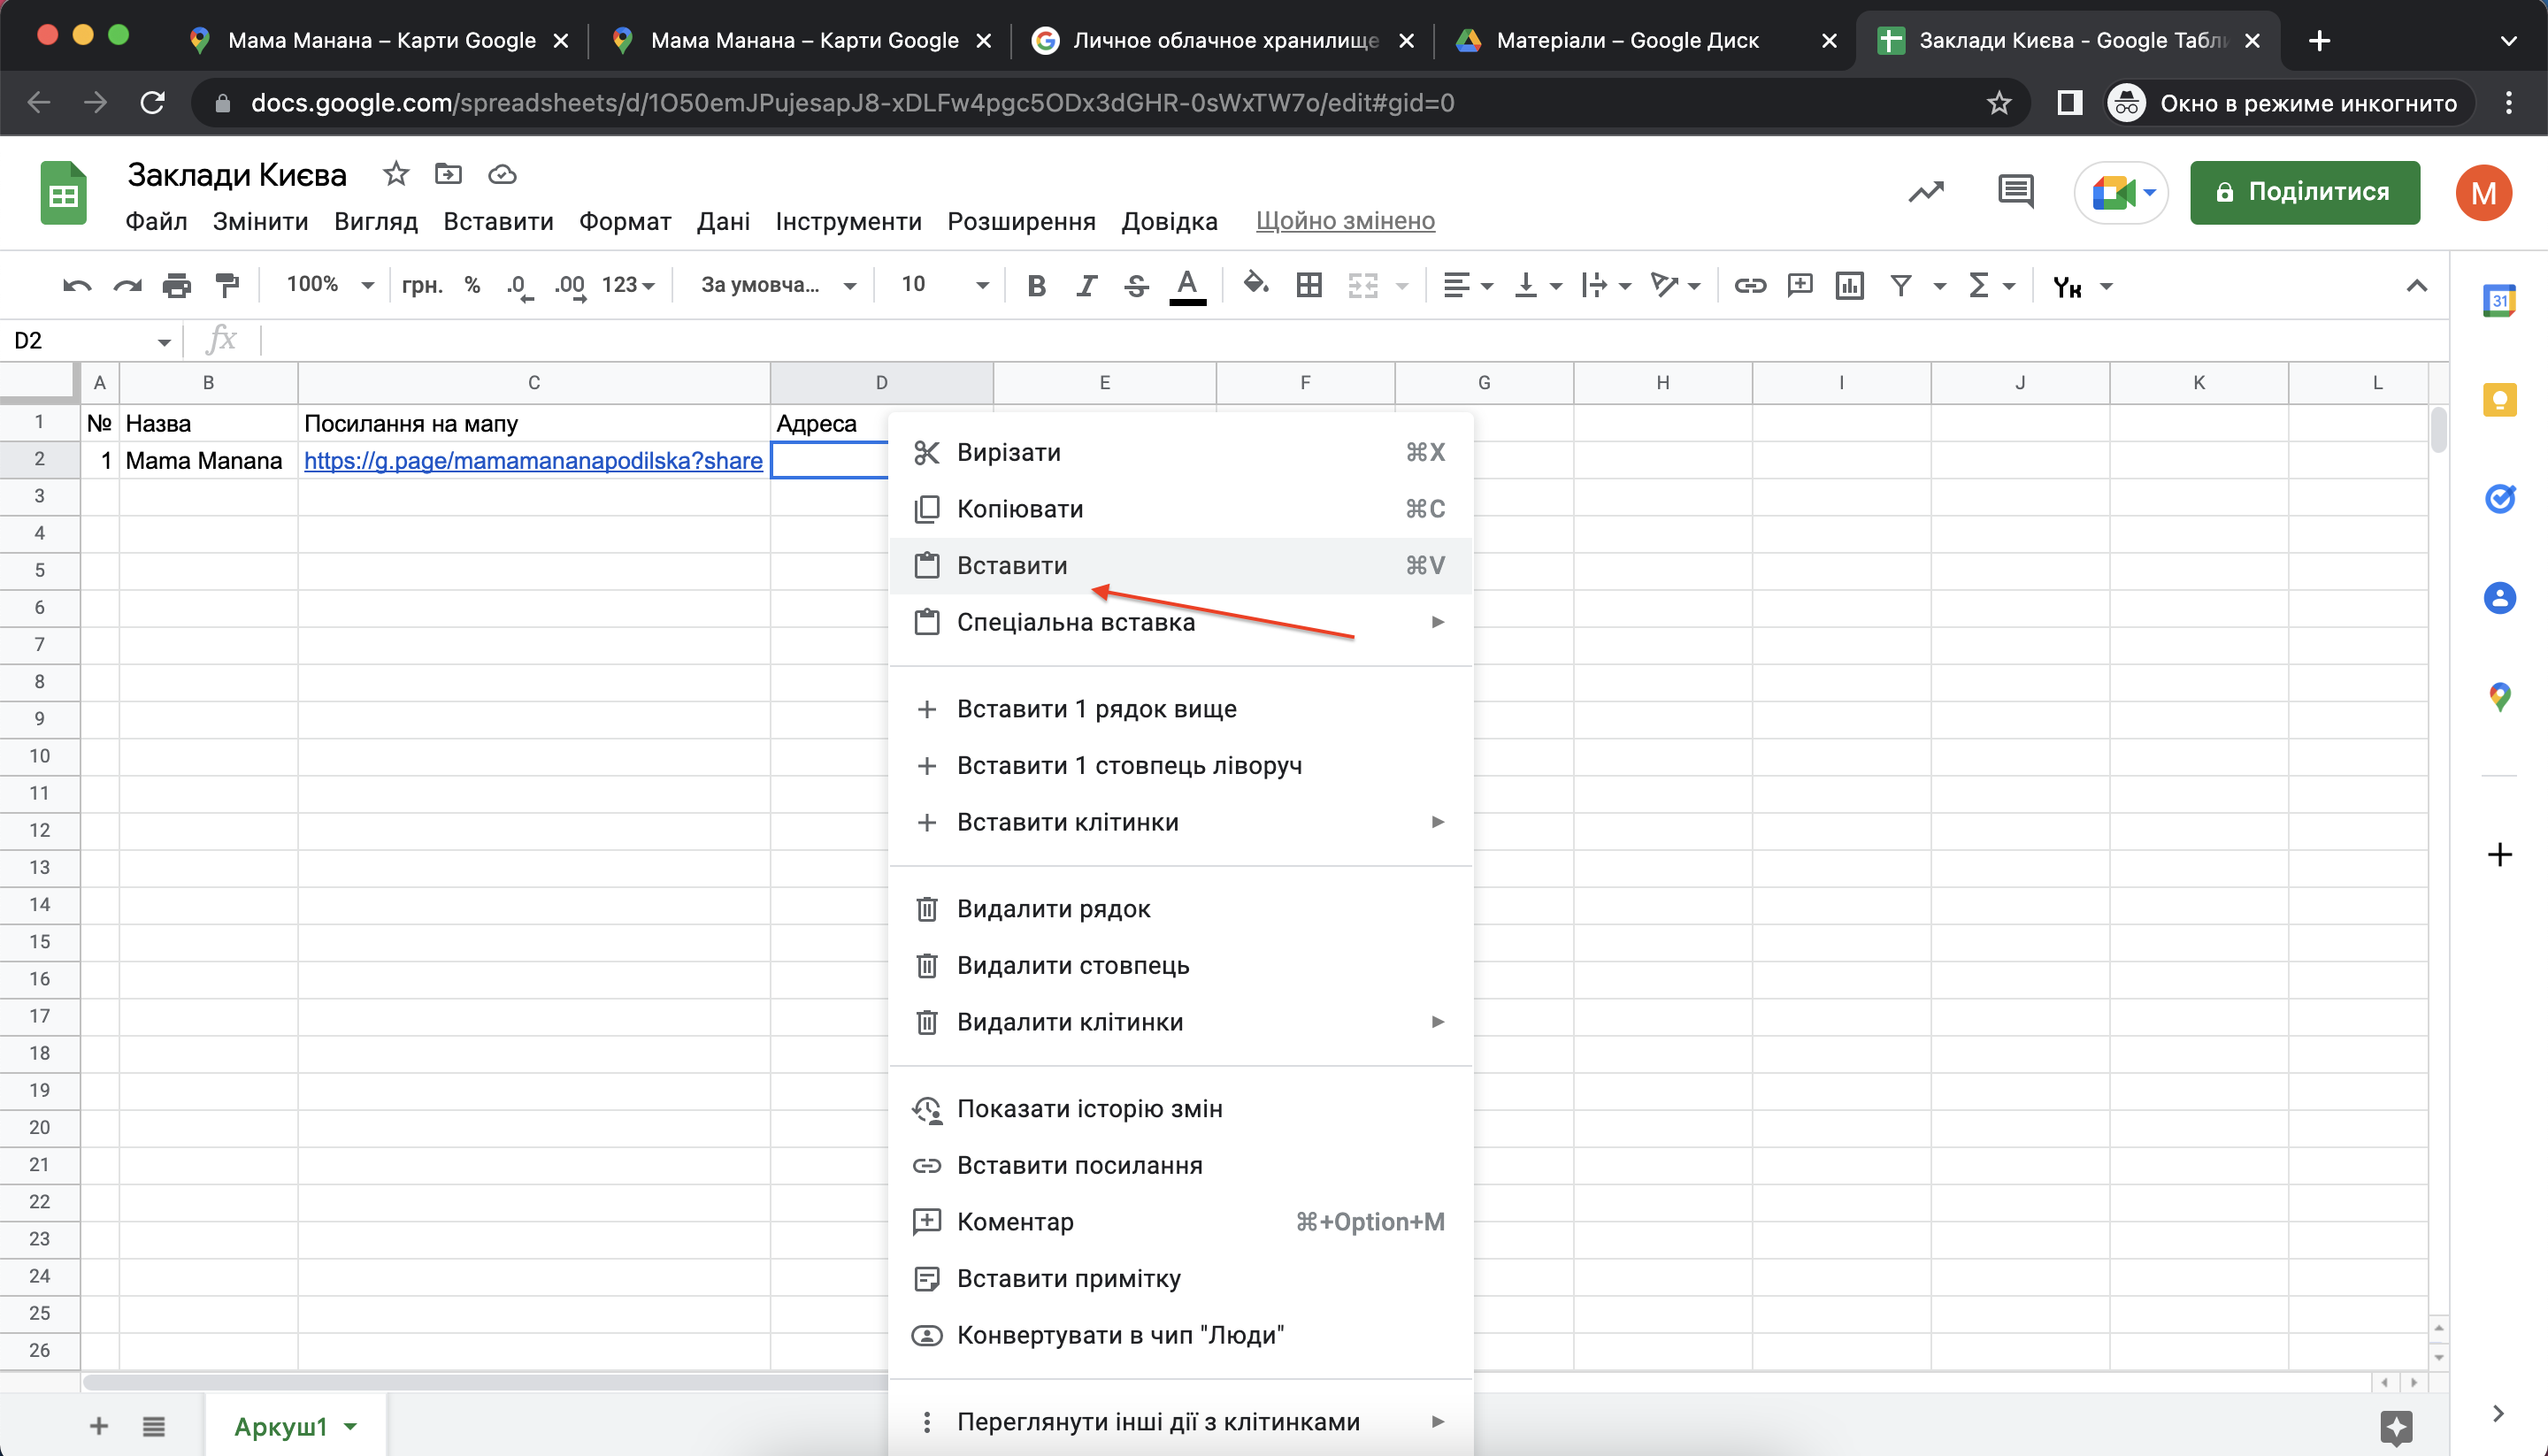 Мама Манана – Карти Google
Мама Манана – Карти Google
Личное облачное хранилище
Матеріали – Google Диск
Заклади Києва - Google Табли
docs.google.com/spreadsheets/d/1O50emJPujesapJ8-xDLFw4pgc5ODx3dGHR-0sWxTW7o/edit#gid=0
Окно в режиме инкогнито
Заклади Києва
Файл Змінити Вигляд Вставити Формат Дані Інструменти Розширення Довідка Щойно змінено
Поділитися
M
100% грн. % .0 .00 123 За умовча... 10 B I S A Σ Ук
31
D2 fx
A B C D E F G H I J K L
1 № Назва Посилання на мапу Адреса
2 1 Mama Manana https://g.page/mamamananapodilska?share
3
4
5
6
7
8
9
10
11
12
13
14
15
16
17
18
19
20
21
22
23
24
25
26
Вирізати ⌘X
Копіювати ⌘C
Вставити ⌘V
Спеціальна вставка
Вставити 1 рядок вище
Вставити 1 стовпець ліворуч
Вставити клітинки
Видалити рядок
Видалити стовпець
Видалити клітинки
Показати історію змін
Вставити посилання
Коментар ⌘+Option+M
Вставити примітку
Конвертувати в чип "Люди"
Переглянути інші дії з клітинками
Аркуш1